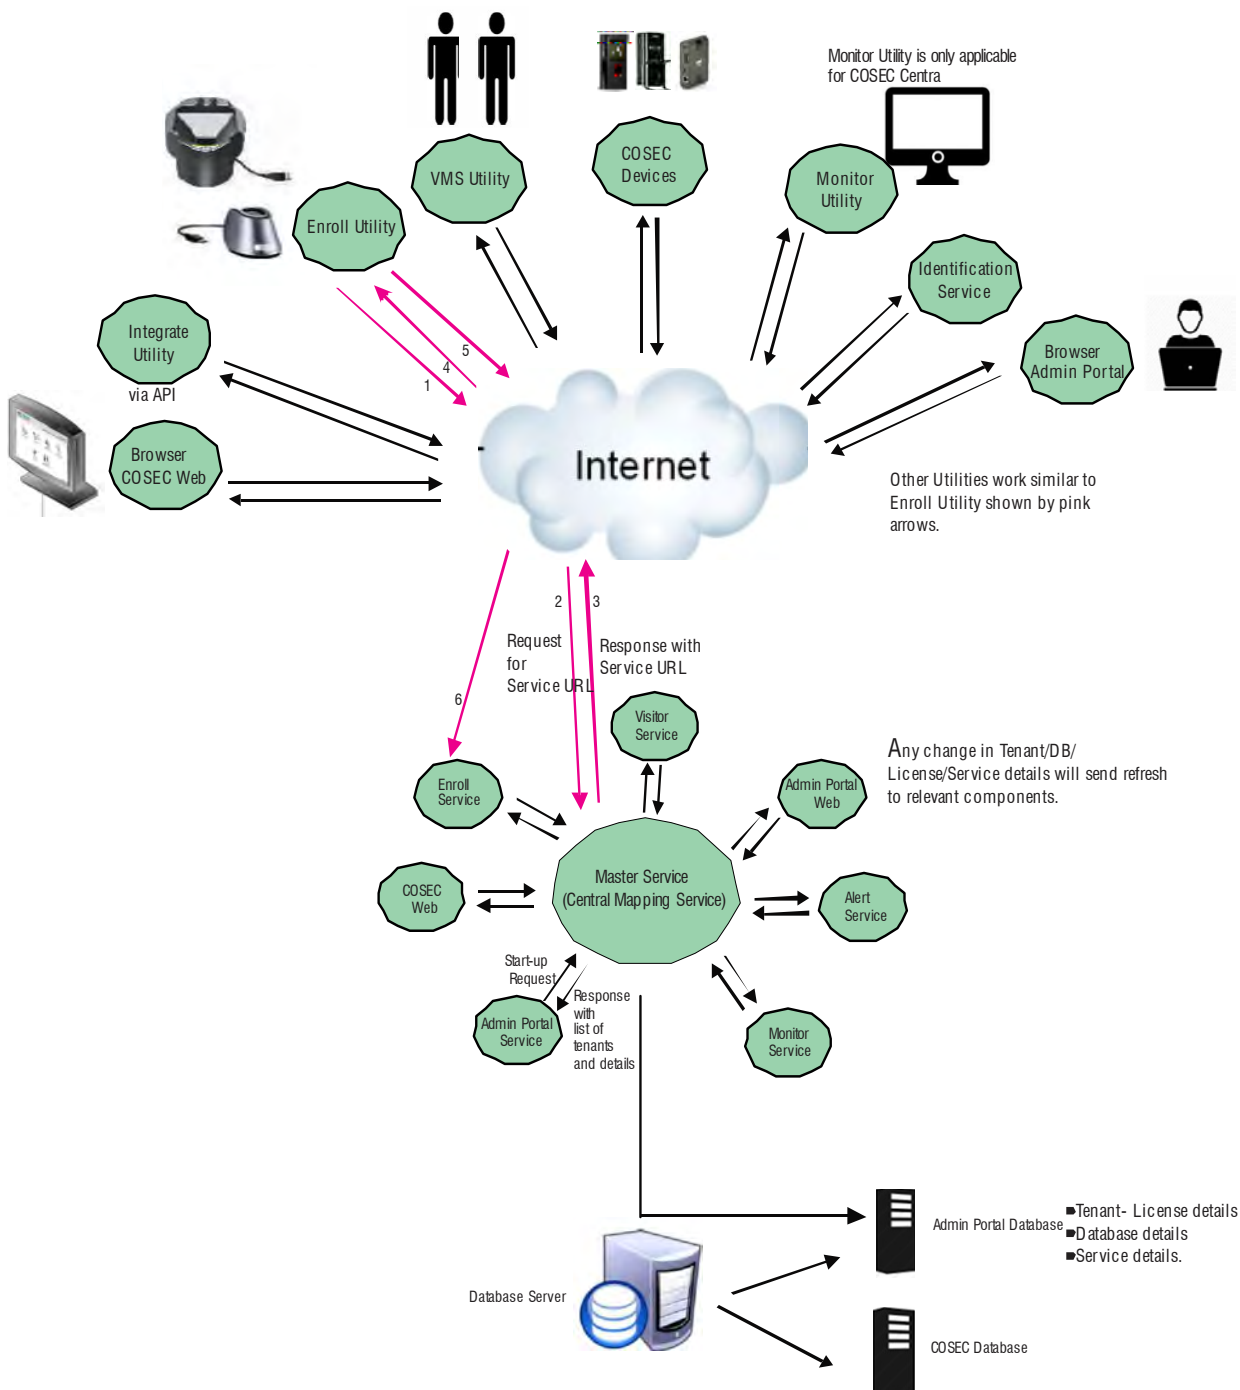 Monitor Utility is only applicable
for COSEC Centra
COSEC
Devices
VMS Utility
Monitor
Utility
Enroll Utility
Identification
Service
Integrate
Utility
via API
Browser
Admin Portal
5
4
1
Browser
COSEC Web
Internet
Other Utilities work similar to
Enroll Utility shown by pink
arrows.
2
3
Request
for
Service URL
Response with
Service URL
6
Visitor
Service
Any change in Tenant/DB/
License/Service details will send refresh
to relevant components.
Enroll
Service
Admin Portal
Web
Master Service
(Central Mapping Service)
COSEC
Web
Alert
Service
Start-up
Request
Response
with
list of
tenants
and details
Admin Portal
Service
Monitor
Service
Admin Portal Database
Tenant- License details
Database details
Service details.
Database Server
COSEC Database